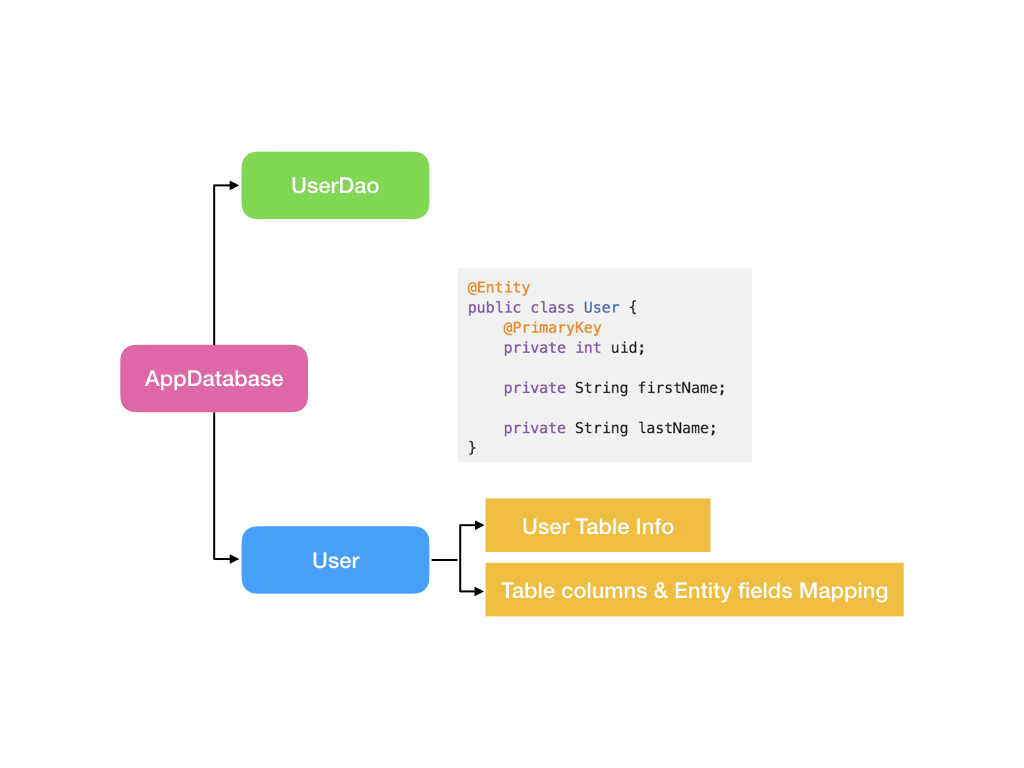 UserDao
@Entity
public class User {
@PrimaryKey
private int uid;
private String firstName;
private String lastName;
}
AppDatabase
User Table Info
User
Table columns & Entity fields Mapping